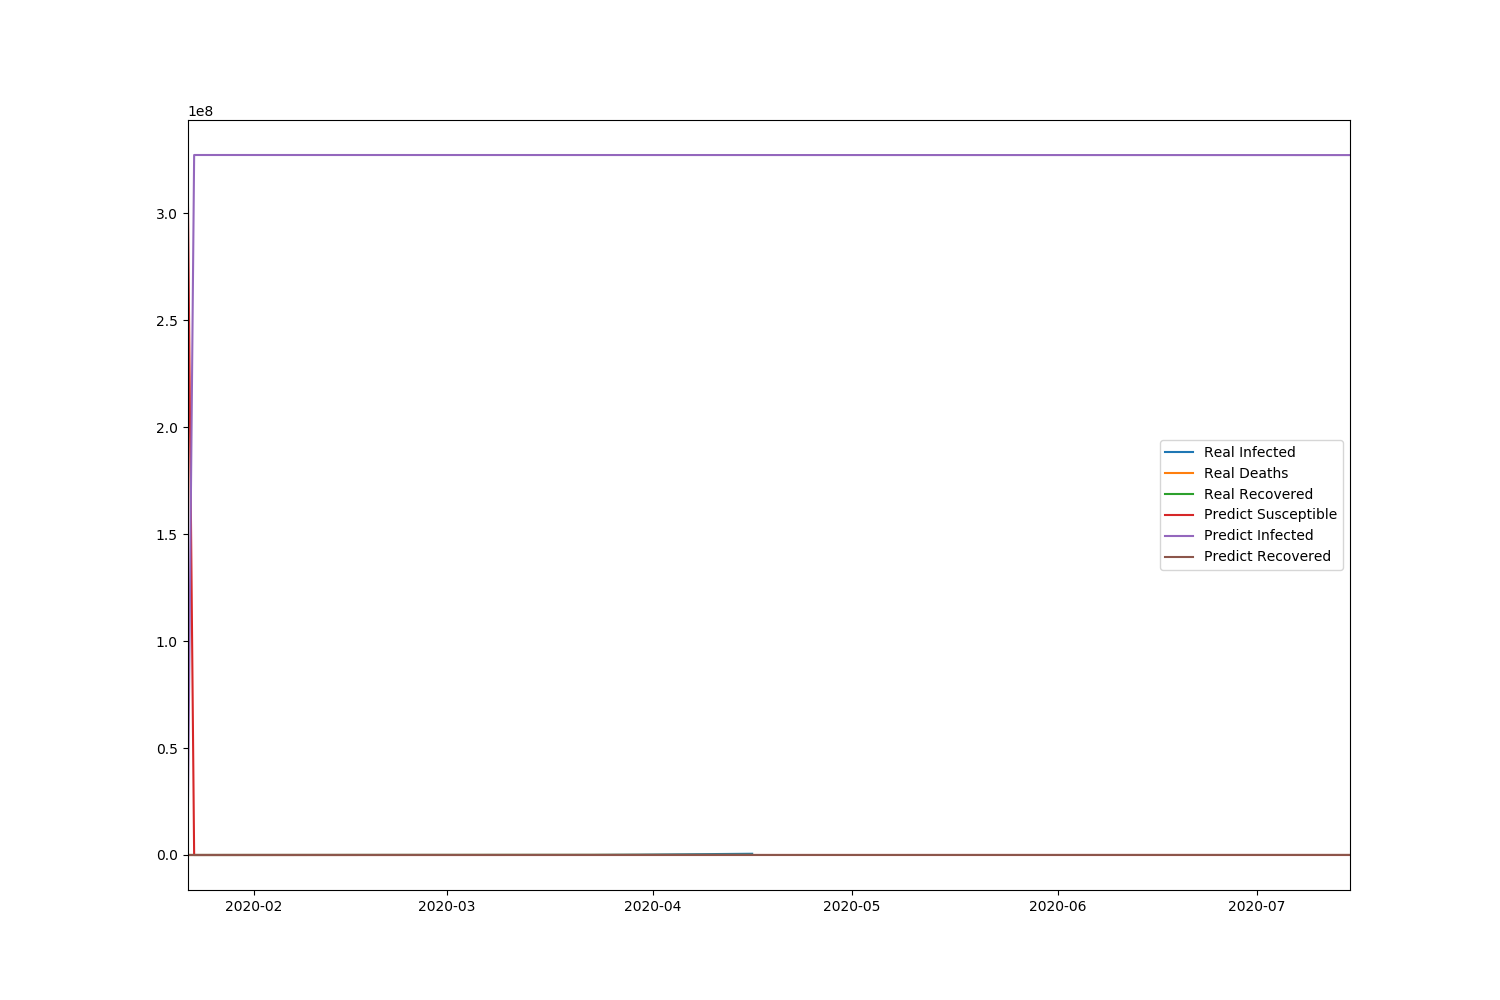 1e8
3.0
2.5
2.0
1.5
1.0
0.5
0.0
Real Infected
Real Deaths
Real Recovered
Predict Susceptible
Predict Infected
Predict Recovered
2020-02 2020-03 2020-04 2020-05 2020-06 2020-07